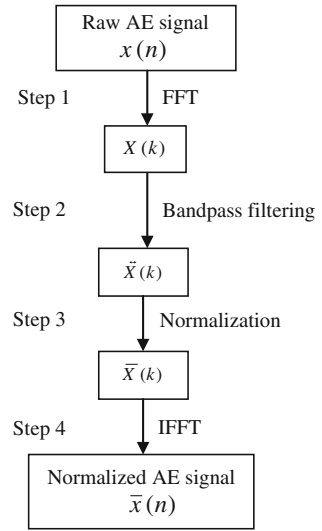 Raw AE signal
x (n)
Step 1
FFT
X (k)
Step 2
Bandpass filtering
Ẍ (k)
Step 3
Normalization
X̅ (k)
Step 4
IFFT
Normalized AE signal
x̅ (n)